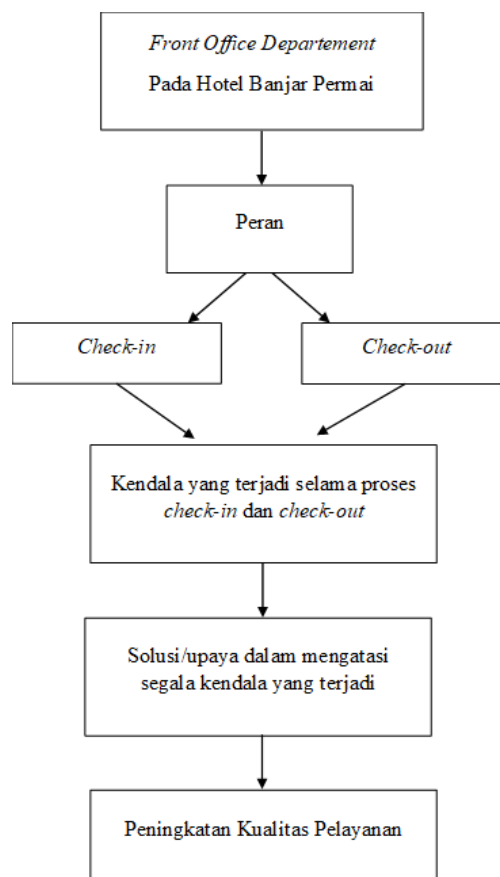 Front Office Departement
Pada Hotel Banjar Permai
Peran
Check-in
Check-out
Kendala yang terjadi selama proses
check-in dan check-out
Solusi/upaya dalam mengatasi
segala kendala yang terjadi
Peningkatan Kualitas Pelayanan